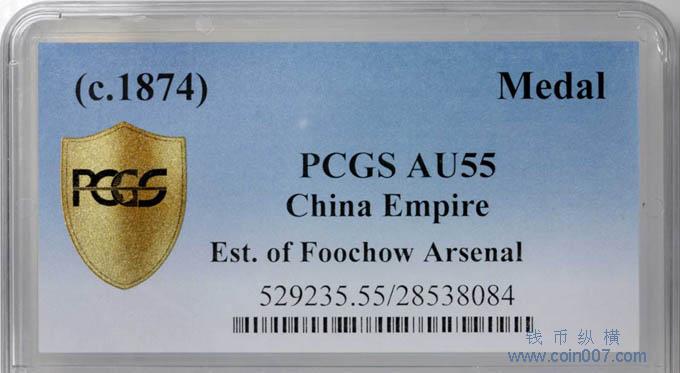 (c.1874) Medal
PCGS
PCGS AU55
China Empire
Est. of Foochow Arsenal
529235.55/28538084
钱币纵横
www.coin007.com